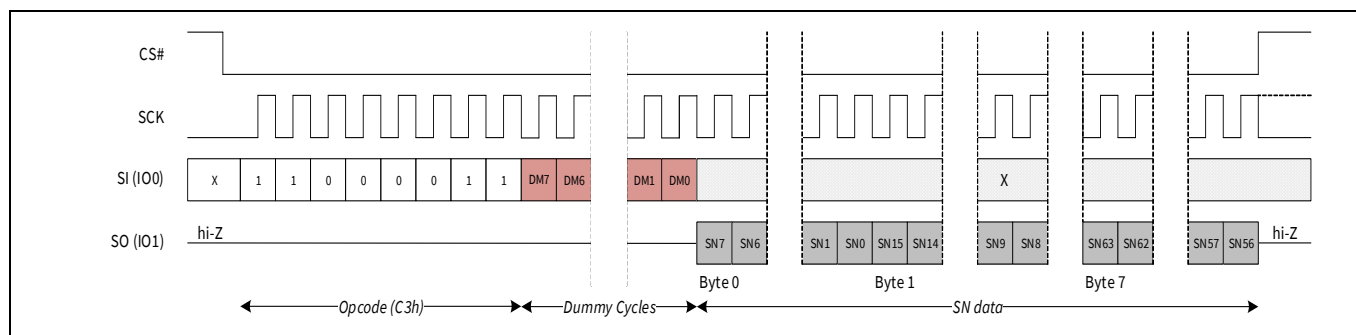 CS#
SCK
SI (IO0) X 1 1 0 0 0 0 1 1 DM7 DM6 DM1 DM0 X
SO (IO1) hi-Z SN7 SN6 SN1 SN0 SN15 SN14 SN9 SN8 SN63 SN62 SN57 SN56 hi-Z
Byte 0 Byte 1 Byte 7
Opcode (C3h) Dummy Cycles SN data